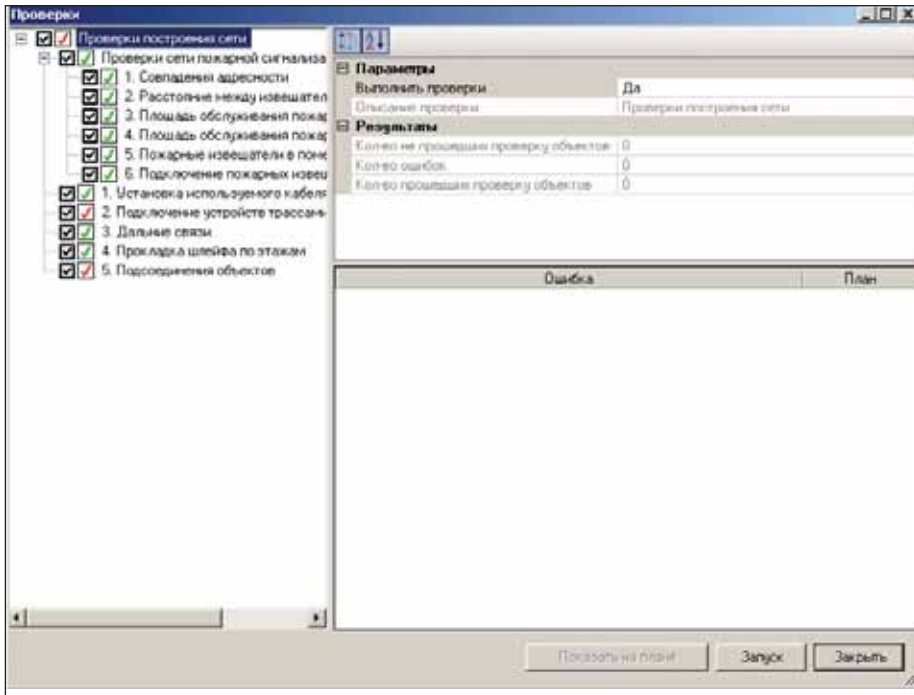 Проверки
Проверки построения сети
Проверки сети пожарной сигнализа
1. Совпадения адресности
2. Расстояние между извещател
3. Площадь обслуживания пожар
4. Площадь обслуживания пожар
5. Пожарные извещатели в поме
6. Подключение пожарных извещ
1. Установка используемого кабеля
2. Подключение устройств трассамы
3. Дальние связи
4. Прокладка шлейфа по этажам
5. Подсоединения объектов
Параметры
Выполнить проверки Да
Описание проверки Проверки построения сети
Результаты
Кол-во не прошедших проверку объектов 0
Кол-во ошибок 0
Кол-во прошедших проверку объектов 0
Ошибка План
Показать на плане Запуск Закрыть